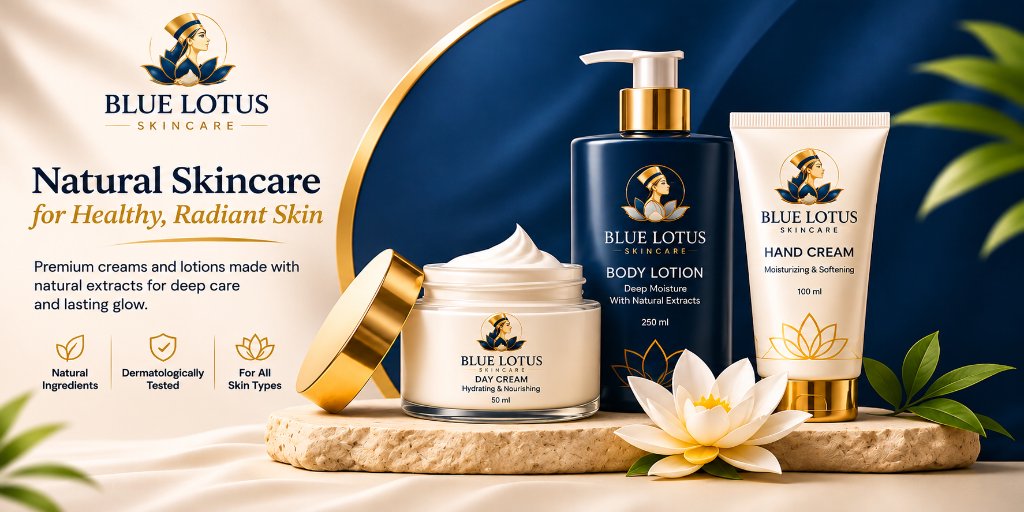 BLUE LOTUS
SKINCARE
Natural Skincare
for Healthy, Radiant Skin
Premium creams and lotions made with
natural extracts for deep care
and lasting glow.
Natural
Ingredients
Dermatologically
Tested
For All
Skin Types
BLUE LOTUS
SKINCARE
DAY CREAM
Hydrating & Nourishing
50 ml
BLUE LOTUS
SKINCARE
BODY LOTION
Deep Moisture
With Natural Extracts
250 ml
BLUE LOTUS
SKINCARE
HAND CREAM
Moisturizing & Softening
100 ml